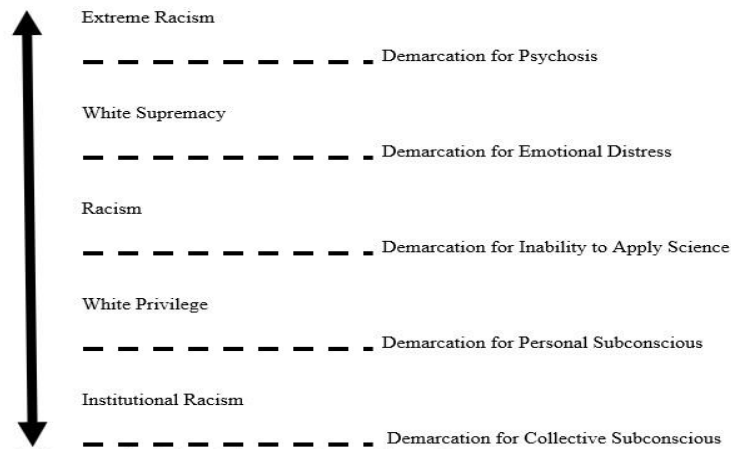 Extreme Racism
Demarcation for Psychosis
White Supremacy
Demarcation for Emotional Distress
Racism
Demarcation for Inability to Apply Science
White Privilege
Demarcation for Personal Subconscious
Institutional Racism
Demarcation for Collective Subconscious